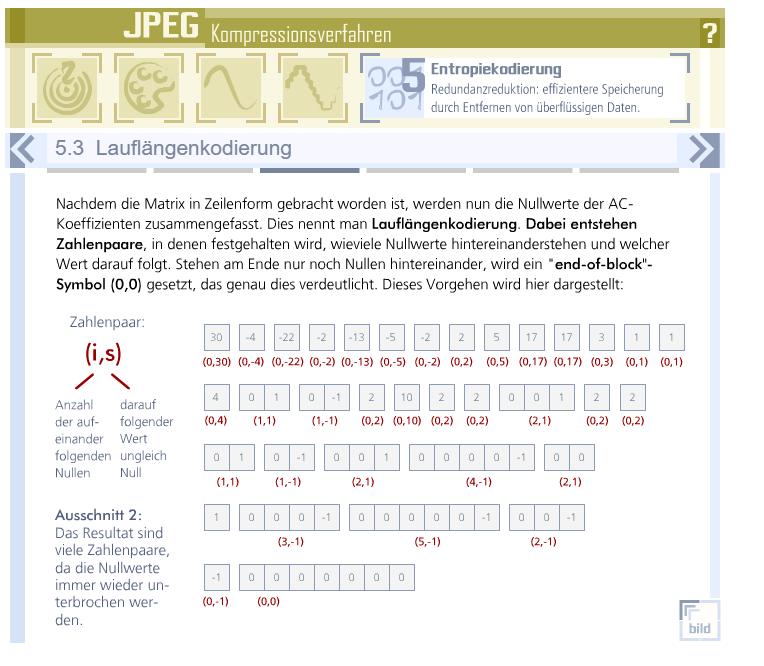 JPEG Kompressionsverfahren ?
5 Entropiekodierung
Redundanzreduktion: effizientere Speicherung
durch Entfernen von überflüssigen Daten.
5.3 Lauflängenkodierung
Nachdem die Matrix in Zeilenform gebracht worden ist, werden nun die Nullwerte der AC-
Koeffizienten zusammengefasst. Dies nennt man Lauflängenkodierung. Dabei entstehen
Zahlenpaare, in denen festgehalten wird, wieviele Nullwerte hintereinanderstehen und welcher
Wert darauf folgt. Stehen am Ende nur noch Nullen hintereinander, wird ein "end-of-block"-
Symbol (0,0) gesetzt, das genau dies verdeutlicht. Dieses Vorgehen wird hier dargestellt:
Zahlenpaar:
(i,s)
Anzahl
der auf-
einander
folgenden
Nullen
darauf
folgender
Wert
ungleich
Null
30 -4 -22 -2 -13 -5 -2 2 5 17 17 3 1 1
(0,30) (0,-4) (0,-22) (0,-2) (0,-13) (0,-5) (0,-2) (0,2) (0,5) (0,17) (0,17) (0,3) (0,1) (0,1)
4 0 1 0 -1 2 10 2 2 0 0 1 2 2
(0,4) (1,1) (1,-1) (0,2) (0,10) (0,2) (0,2) (2,1) (0,2) (0,2)
0 1 0 -1 0 0 1 0 0 0 0 -1 0 0
(1,1) (1,-1) (2,1) (4,-1) (2,1)
1 0 0 0 -1 0 0 0 0 0 -1 0 0 -1
(3,-1) (5,-1) (2,-1)
-1 0 0 0 0 0 0 0
(0,-1) (0,0)
Ausschnitt 2:
Das Resultat sind
viele Zahlenpaare,
da die Nullwerte
immer wieder un-
terbrochen wer-
den.
bild